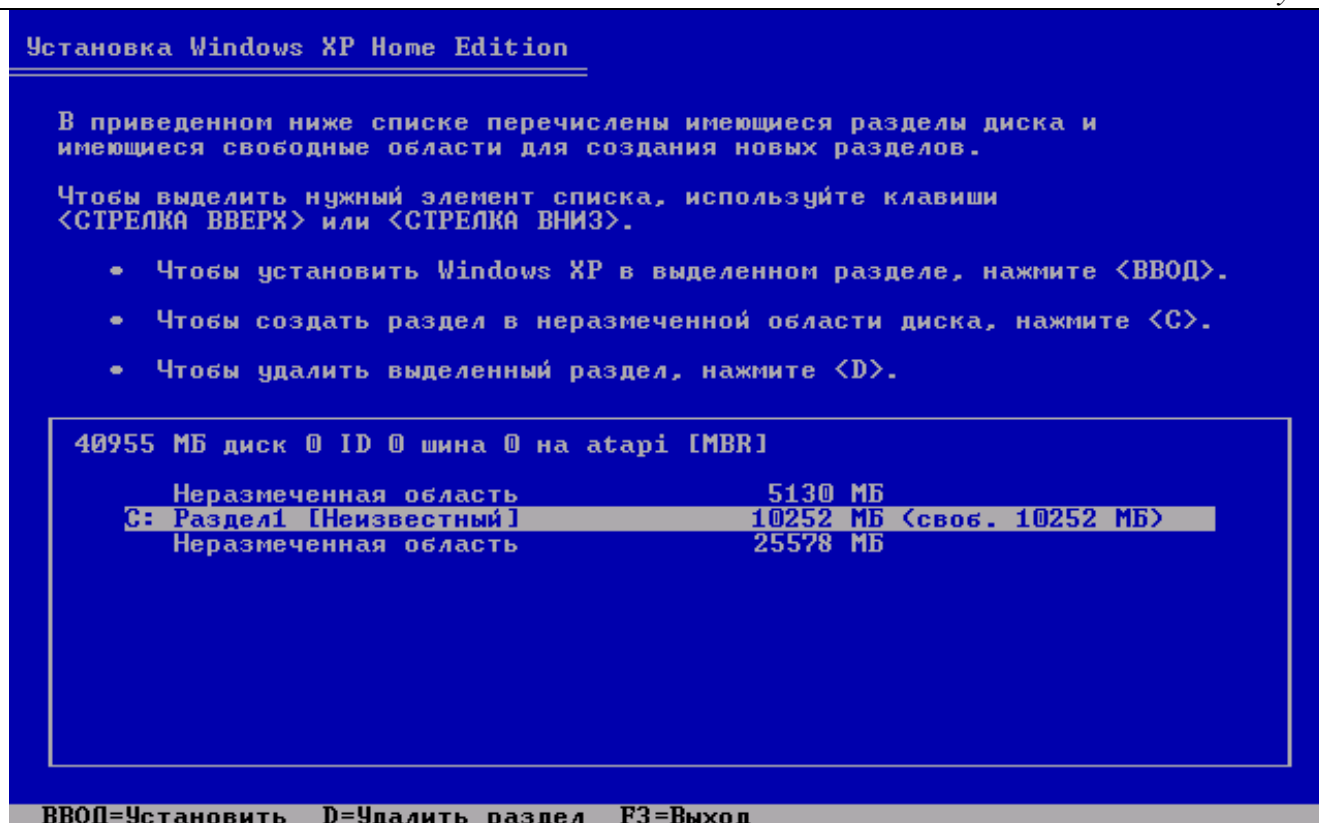 Установка Windows XP Home Edition
В приведенном ниже списке перечислены имеющиеся разделы диска и
имеющиеся свободные области для создания новых разделов.
Чтобы выделить нужный элемент списка, используйте клавиши
<СТРЕЛКА ВВЕРХ> или <СТРЕЛКА ВНИЗ>.
• Чтобы установить Windows XP в выделенном разделе, нажмите <ВВОД>.
• Чтобы создать раздел в неразмеченной области диска, нажмите <C>.
• Чтобы удалить выделенный раздел, нажмите <D>.
40955 МБ диск 0 ID 0 шина 0 на atapi [MBR]
Неразмеченная область 5130 МБ
C: Раздел1 [Неизвестный] 10252 МБ (своб. 10252 МБ)
Неразмеченная область 25578 МБ
ВВОД=Установить D=Удалить раздел F3=Выход